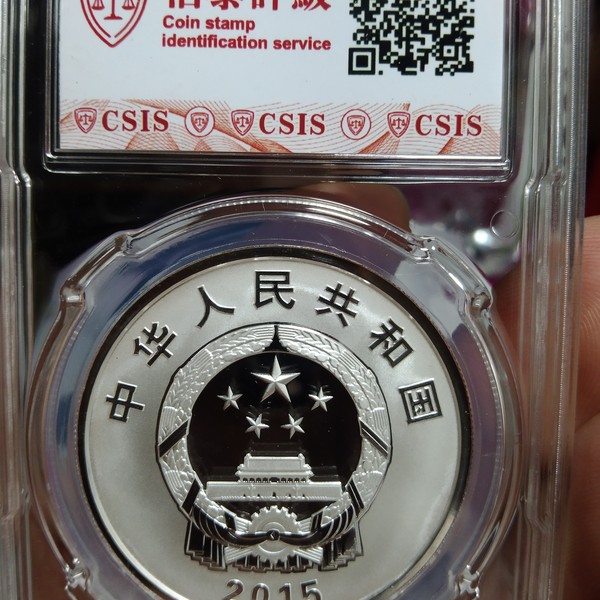 Coin stamp
identification service
CSIS CSIS CSIS
中华人民共和国
2015